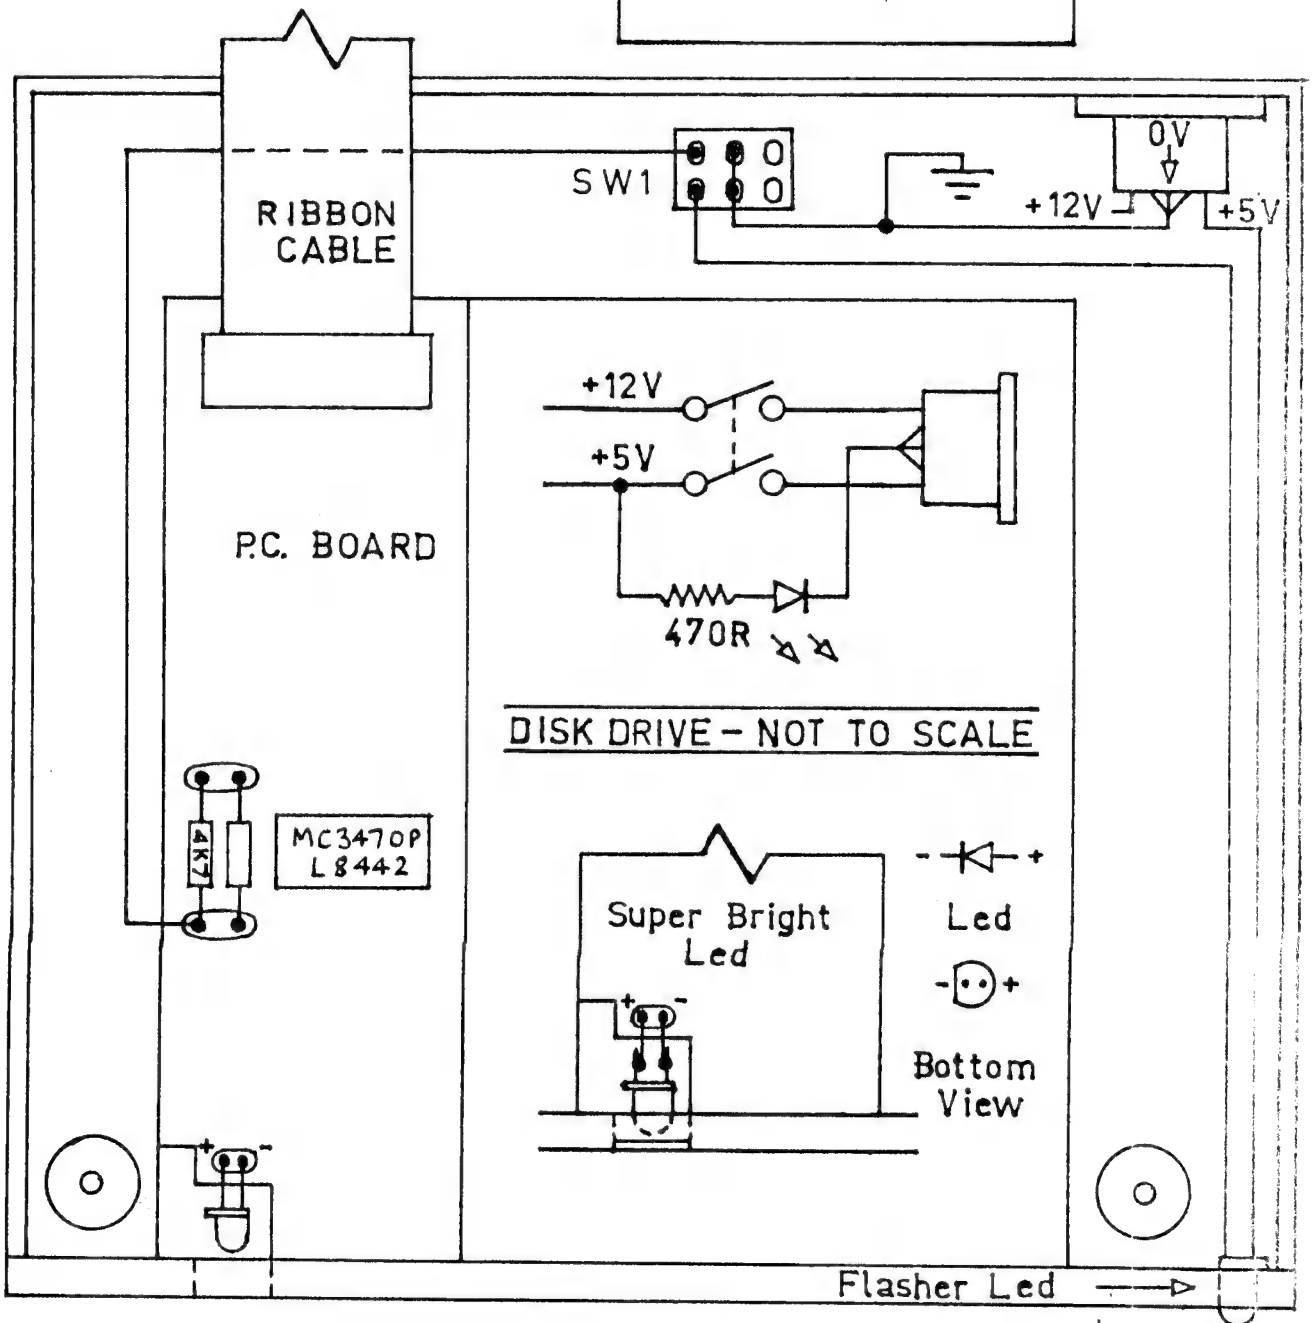 0V
SW1
+12V
+5V
RIBBON
CABLE
+12V
+5V
P.C. BOARD
470R
DISK DRIVE - NOT TO SCALE
4K7
MC3470P
L8442
- +
Super Bright
Led
Led
- +
+ -
Bottom
View
+ -
Flasher Led